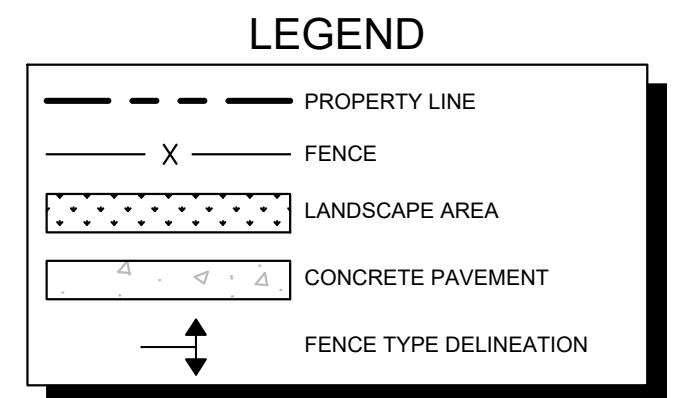 LEGEND
PROPERTY LINE
X FENCE
LANDSCAPE AREA
CONCRETE PAVEMENT
FENCE TYPE DELINEATION